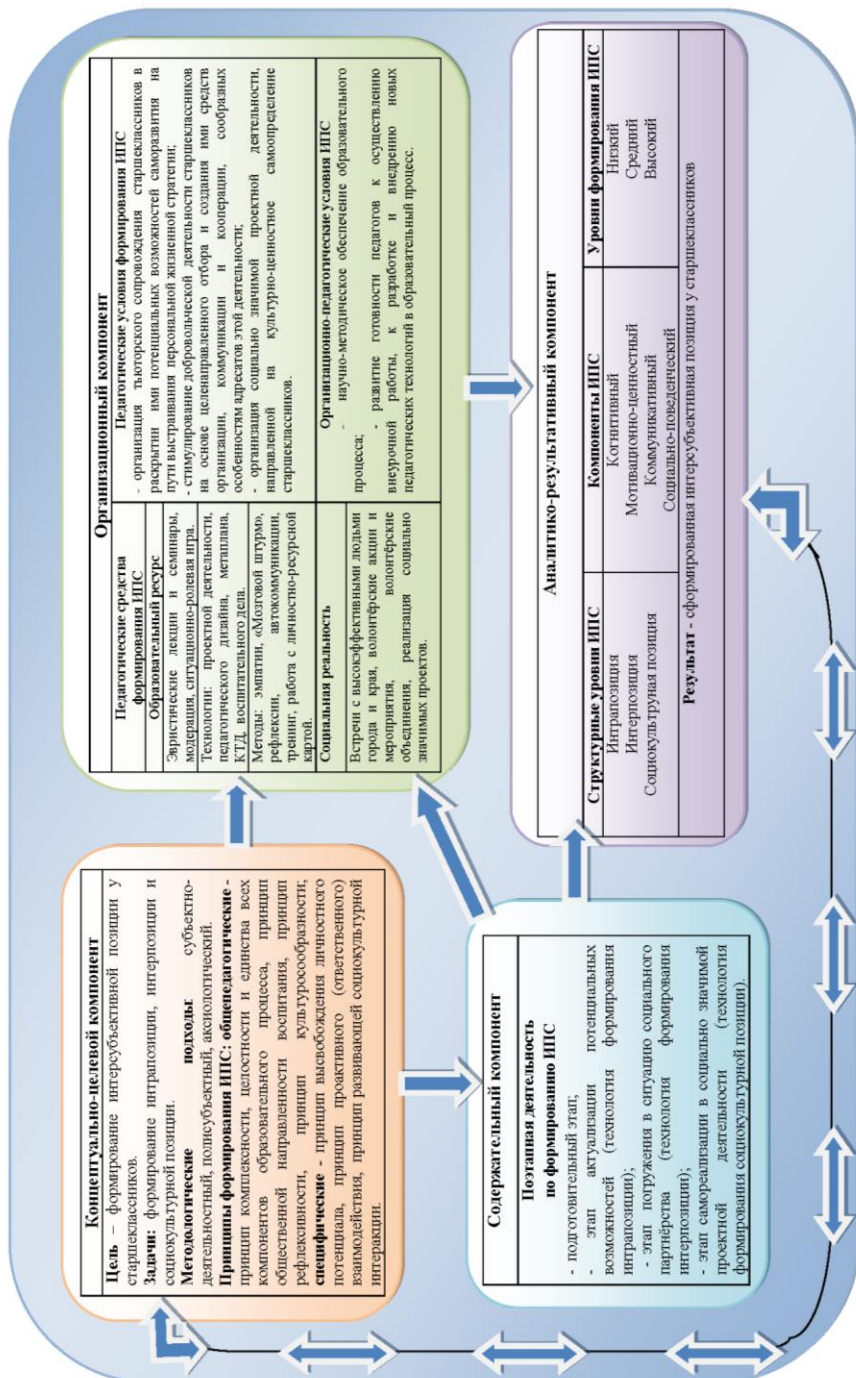 Концептуально-целевой компонент
Цель – формирование интерсубъективной позиции у
старшеклассников.
Задачи: формирование интрапозиции, интерпозиции и
социокультурной позиции.
Методологические подходы: субъектно-
деятельностный, полисубъектный, аксиологический.
Принципы формирования ИПС: общепедагогические -
принцип комплексности, целостности и единства всех
компонентов образовательного процесса, принцип
общественной направленности воспитания, принцип
рефлексивности, принцип культуросообразности;
специфические - принцип высвобождения личностного
потенциала, принцип проактивного (ответственного)
взаимодействия, принцип развивающей социокультурной
интеракции.
Организационный компонент
Педагогические средства
формирования ИПС
Образовательный ресурс
Эвристические лекции и семинары,
модерация, ситуационно-ролевая игра.
Технологии: проектной деятельности,
педагогического дизайна, метаплана,
КТД, воспитательного дела.
Методы: эмпатии, «Мозговой штурм»,
рефлексии, автокоммуникации,
тренинг, работа с личностно-ресурсной
картой.
Социальная реальность
Встречи с высокоэффективными людьми
города и края, волонтёрские акции и
мероприятия, волонтёрские
объединения, реализация социально
значимых проектов.
Педагогические условия формирования ИПС
- организация тьюторского сопровождения старшеклассников в
раскрытии ими потенциальных возможностей саморазвития на
пути выстраивания персональной жизненной стратегии;
- стимулирование добровольческой деятельности старшеклассников
на основе целенаправленного отбора и создания ими средств
организации, коммуникации и кооперации, сообразных
особенностям адресатов этой деятельности;
- организация социально значимой проектной деятельности,
направленной на культурно-ценностное самоопределение
старшеклассников.
Организационно-педагогические условия ИПС
- научно-методическое обеспечение образовательного
процесса;
- развитие готовности педагогов к осуществлению
внеурочной работы, к разработке и внедрению новых
педагогических технологий в образовательный процесс.
Содержательный компонент
Поэтапная деятельность
по формированию ИПС
- подготовительный этап;
- этап актуализации потенциальных
возможностей (технология формирования
интрапозиции);
- этап погружения в ситуацию социального
партнёрства (технология формирования
интерпозиции);
- этап самореализации в социально значимой
проектной деятельности (технология
формирования социокультурной позиции).
Аналитико-результативный компонент
Структурные уровни ИПС
Интрапозиция
Интерпозиция
Социокультруная позиция
Компоненты ИПС
Когнитивный
Мотивационно-ценностный
Коммуникативный
Социально-поведенческий
Уровни формирования ИПС
Низкий
Средний
Высокий
Результат - сформированная интерсубъективная позиция у старшеклассников